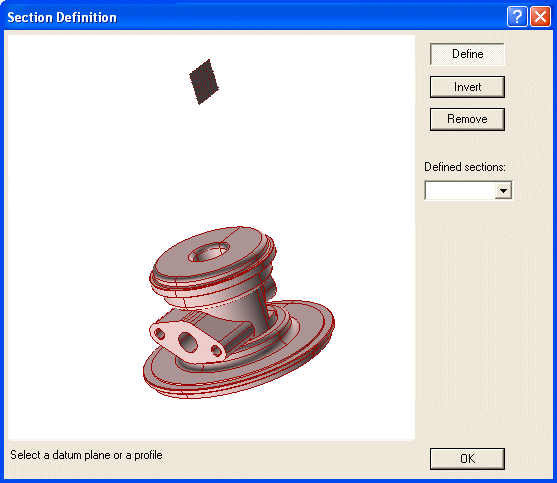 Section Definition
Define
Invert
Remove
Defined sections:
Select a datum plane or a profile
OK